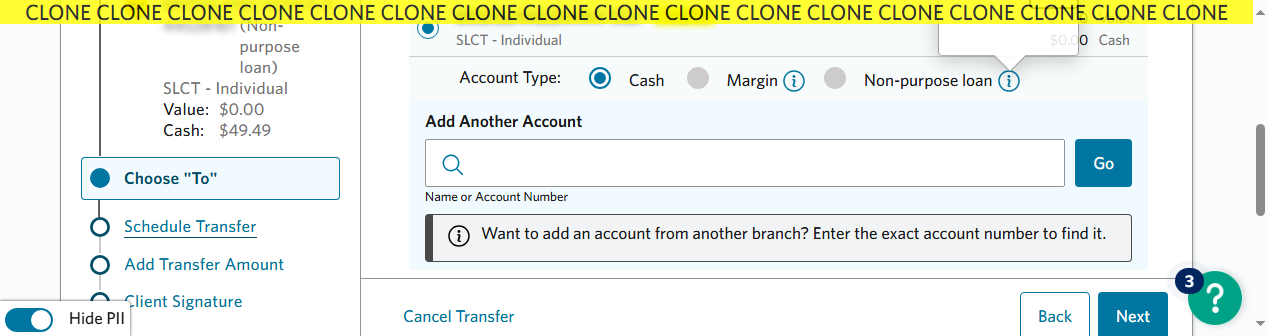 CLONE CLONE CLONE CLONE CLONE CLONE CLONE CLONE CLONE CLONE CLONE CLONE CLONE CLONE CLONE CLONE CLONE
(Non-
purpose
loan)
SLCT - Individual
Value: $0.00
Cash: $49.49
Choose "To"
Schedule Transfer
Add Transfer Amount
Client Signature
Hide PII
SLCT - Individual
$0.00 Cash
Account Type: Cash Margin Non-purpose loan
Add Another Account
Go
Name or Account Number
Want to add an account from another branch? Enter the exact account number to find it.
Cancel Transfer
Back
Next
3
?